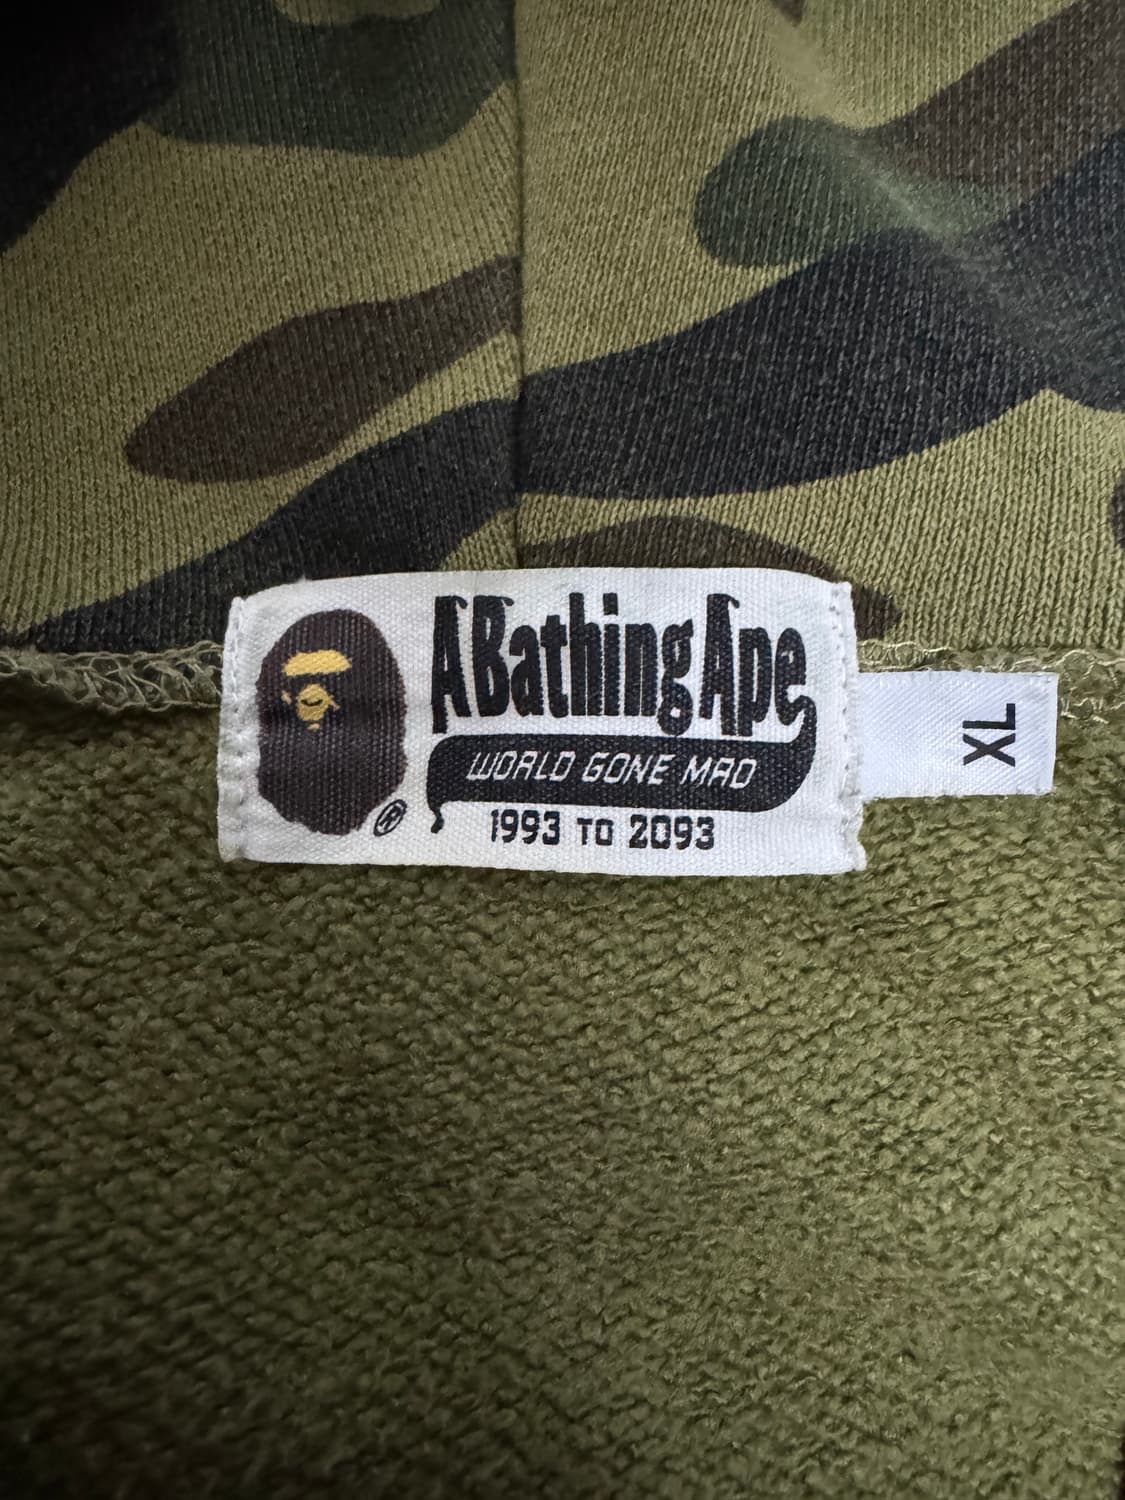 A Bathing Ape
WORLD GONE MAD
1993 TO 2093
®
XL